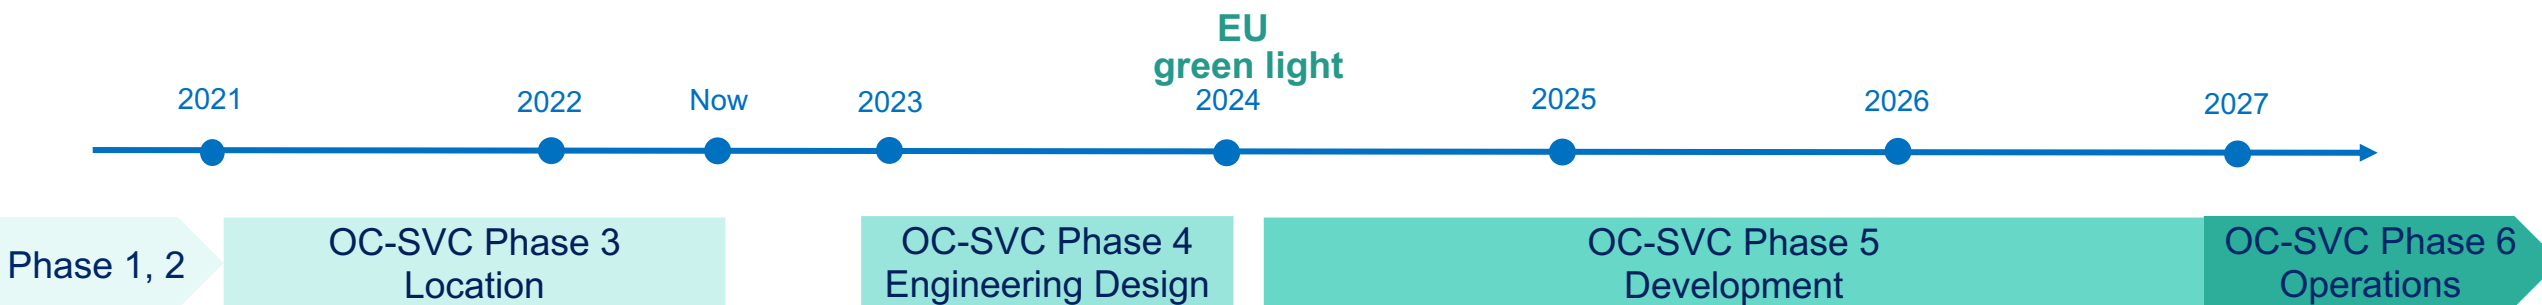 EU
green light
2021
2022
Now
2023
2024
2025
2026
2027
Phase 1, 2
OC-SVC Phase 3
Location
OC-SVC Phase 4
Engineering Design
OC-SVC Phase 5
Development
OC-SVC Phase 6
Operations